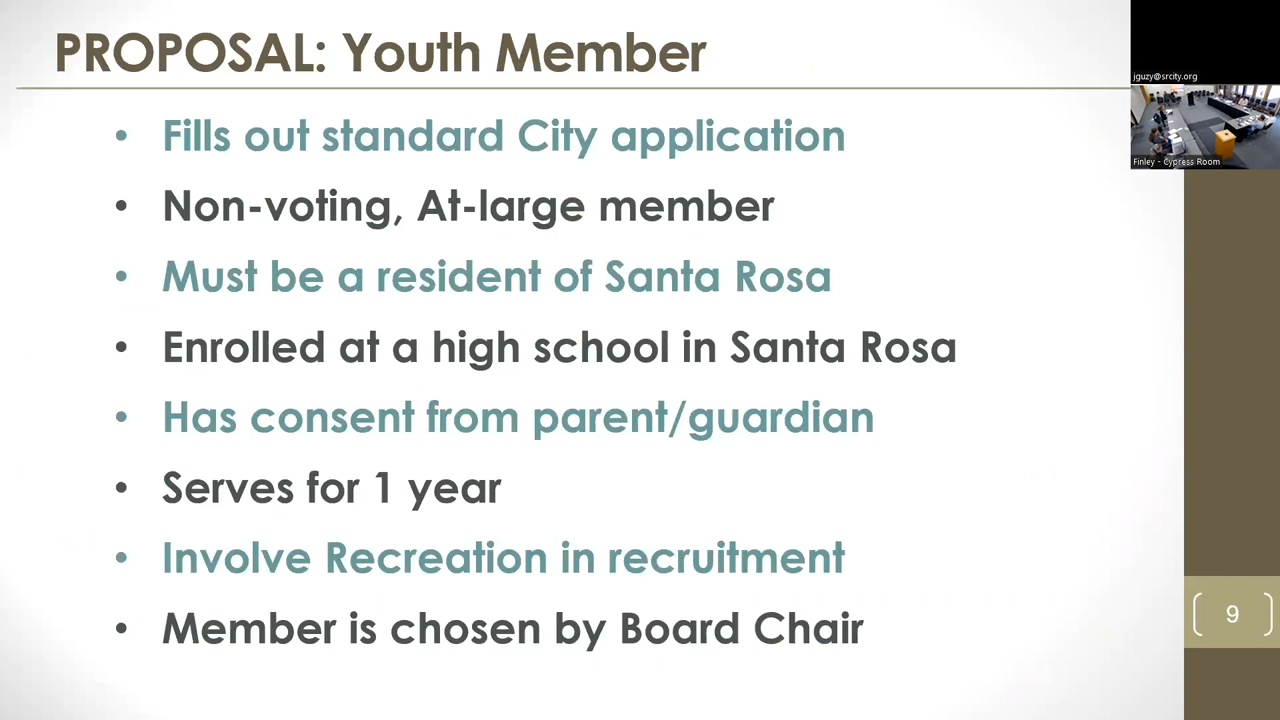 PROPOSAL: Youth Member
• Fills out standard City application
• Non-voting, At-large member
• Must be a resident of Santa Rosa
• Enrolled at a high school in Santa Rosa
• Has consent from parent/guardian
• Serves for 1 year
• Involve Recreation in recruitment
• Member is chosen by Board Chair
jguzy@srcity.org
Finley - Cypress Room
9